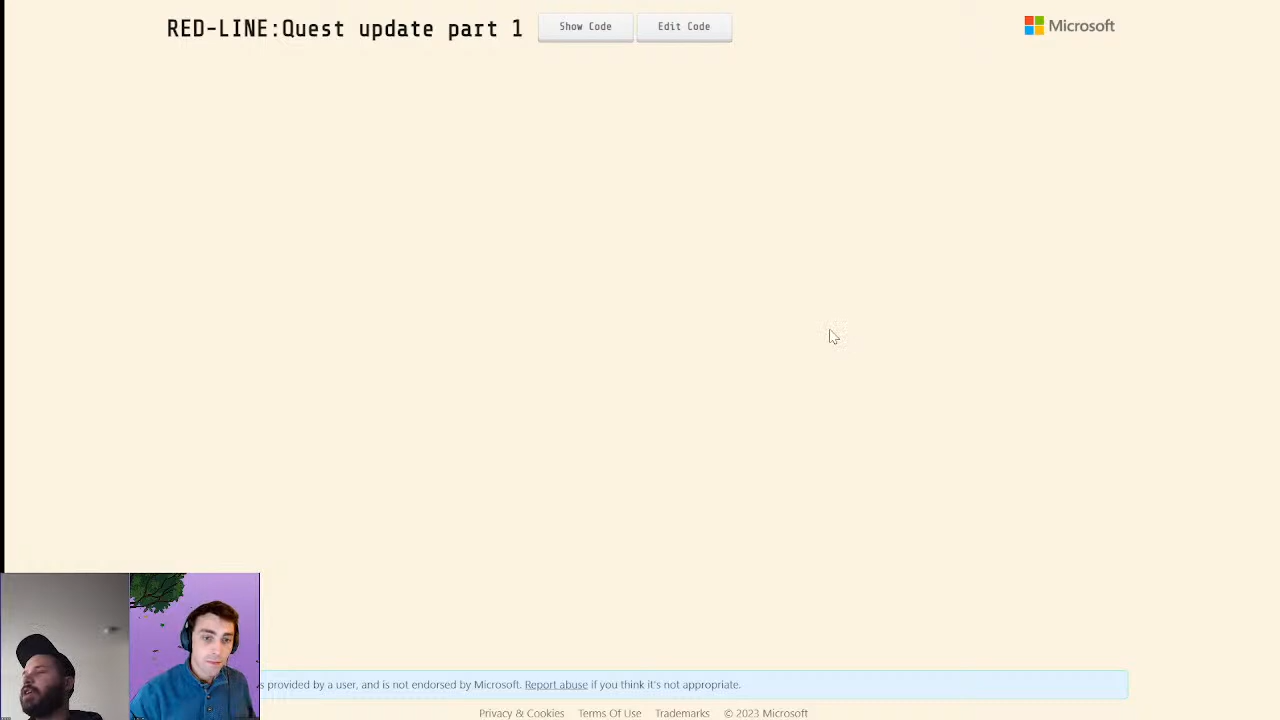 RED-LINE:Quest update part 1
Show Code
Edit Code
Microsoft
s provided by a user, and is not endorsed by Microsoft. Report abuse if you think it's not appropriate.
Privacy & Cookies Terms Of Use Trademarks © 2023 Microsoft